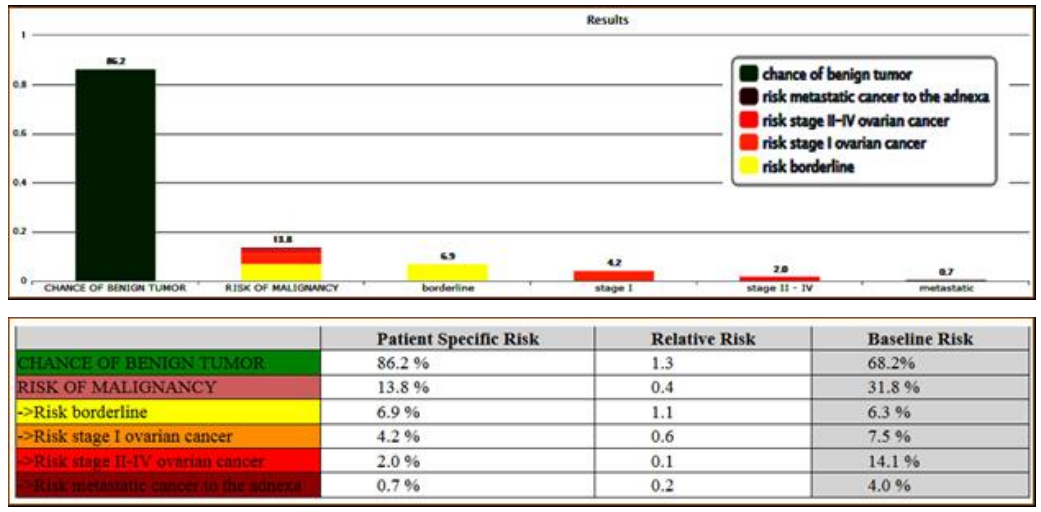 Results
1
0.8
0.6
0.4
0.2
0
86.2
13.8
6.9
4.2
2.0
0.7
chance of benign tumor
risk metastatic cancer to the adnexa
risk stage II-IV ovarian cancer
risk stage I ovarian cancer
risk borderline
CHANCE OF BENIGN TUMOR RISK OF MALIGNANCY borderline stage I stage II - IV metastatic
Patient Specific Risk Relative Risk Baseline Risk
CHANCE OF BENIGN TUMOR 86.2 % 1.3 68.2%
RISK OF MALIGNANCY 13.8 % 0.4 31.8 %
->Risk borderline 6.9 % 1.1 6.3 %
->Risk stage I ovarian cancer 4.2 % 0.6 7.5 %
->Risk stage II-IV ovarian cancer 2.0 % 0.1 14.1 %
->Risk metastatic cancer to the adnexa 0.7 % 0.2 4.0 %